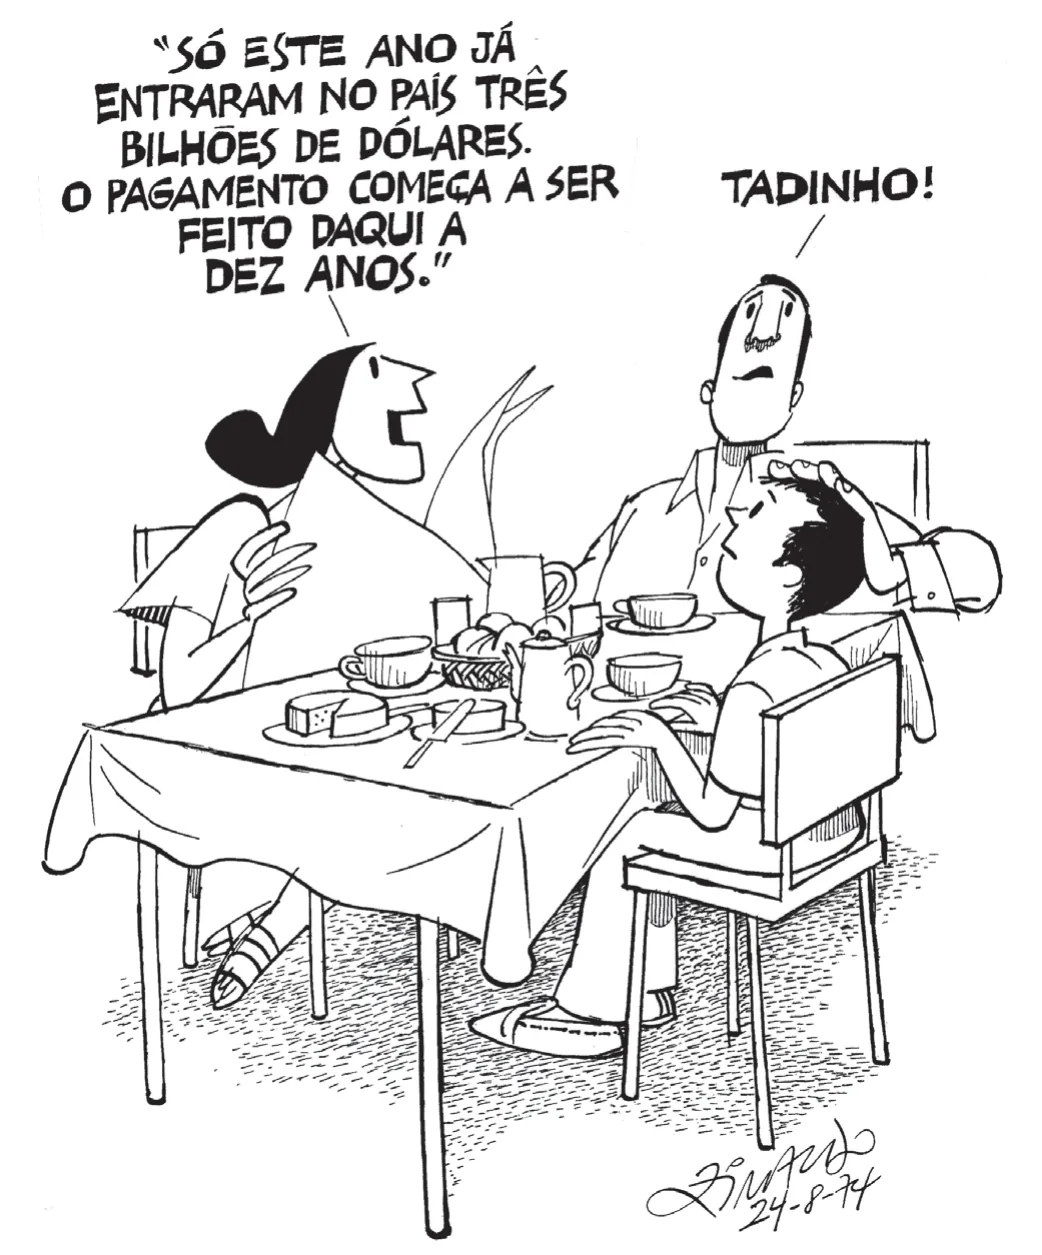 "SÓ ESTE ANO JÁ
ENTRARAM NO PAÍS TRÊS
BILHÕES DE DÓLARES.
O PAGAMENTO COMEÇA A SER
FEITO DAQUI A
DEZ ANOS."
TADINHO!
ZIRALDO
24-8-74